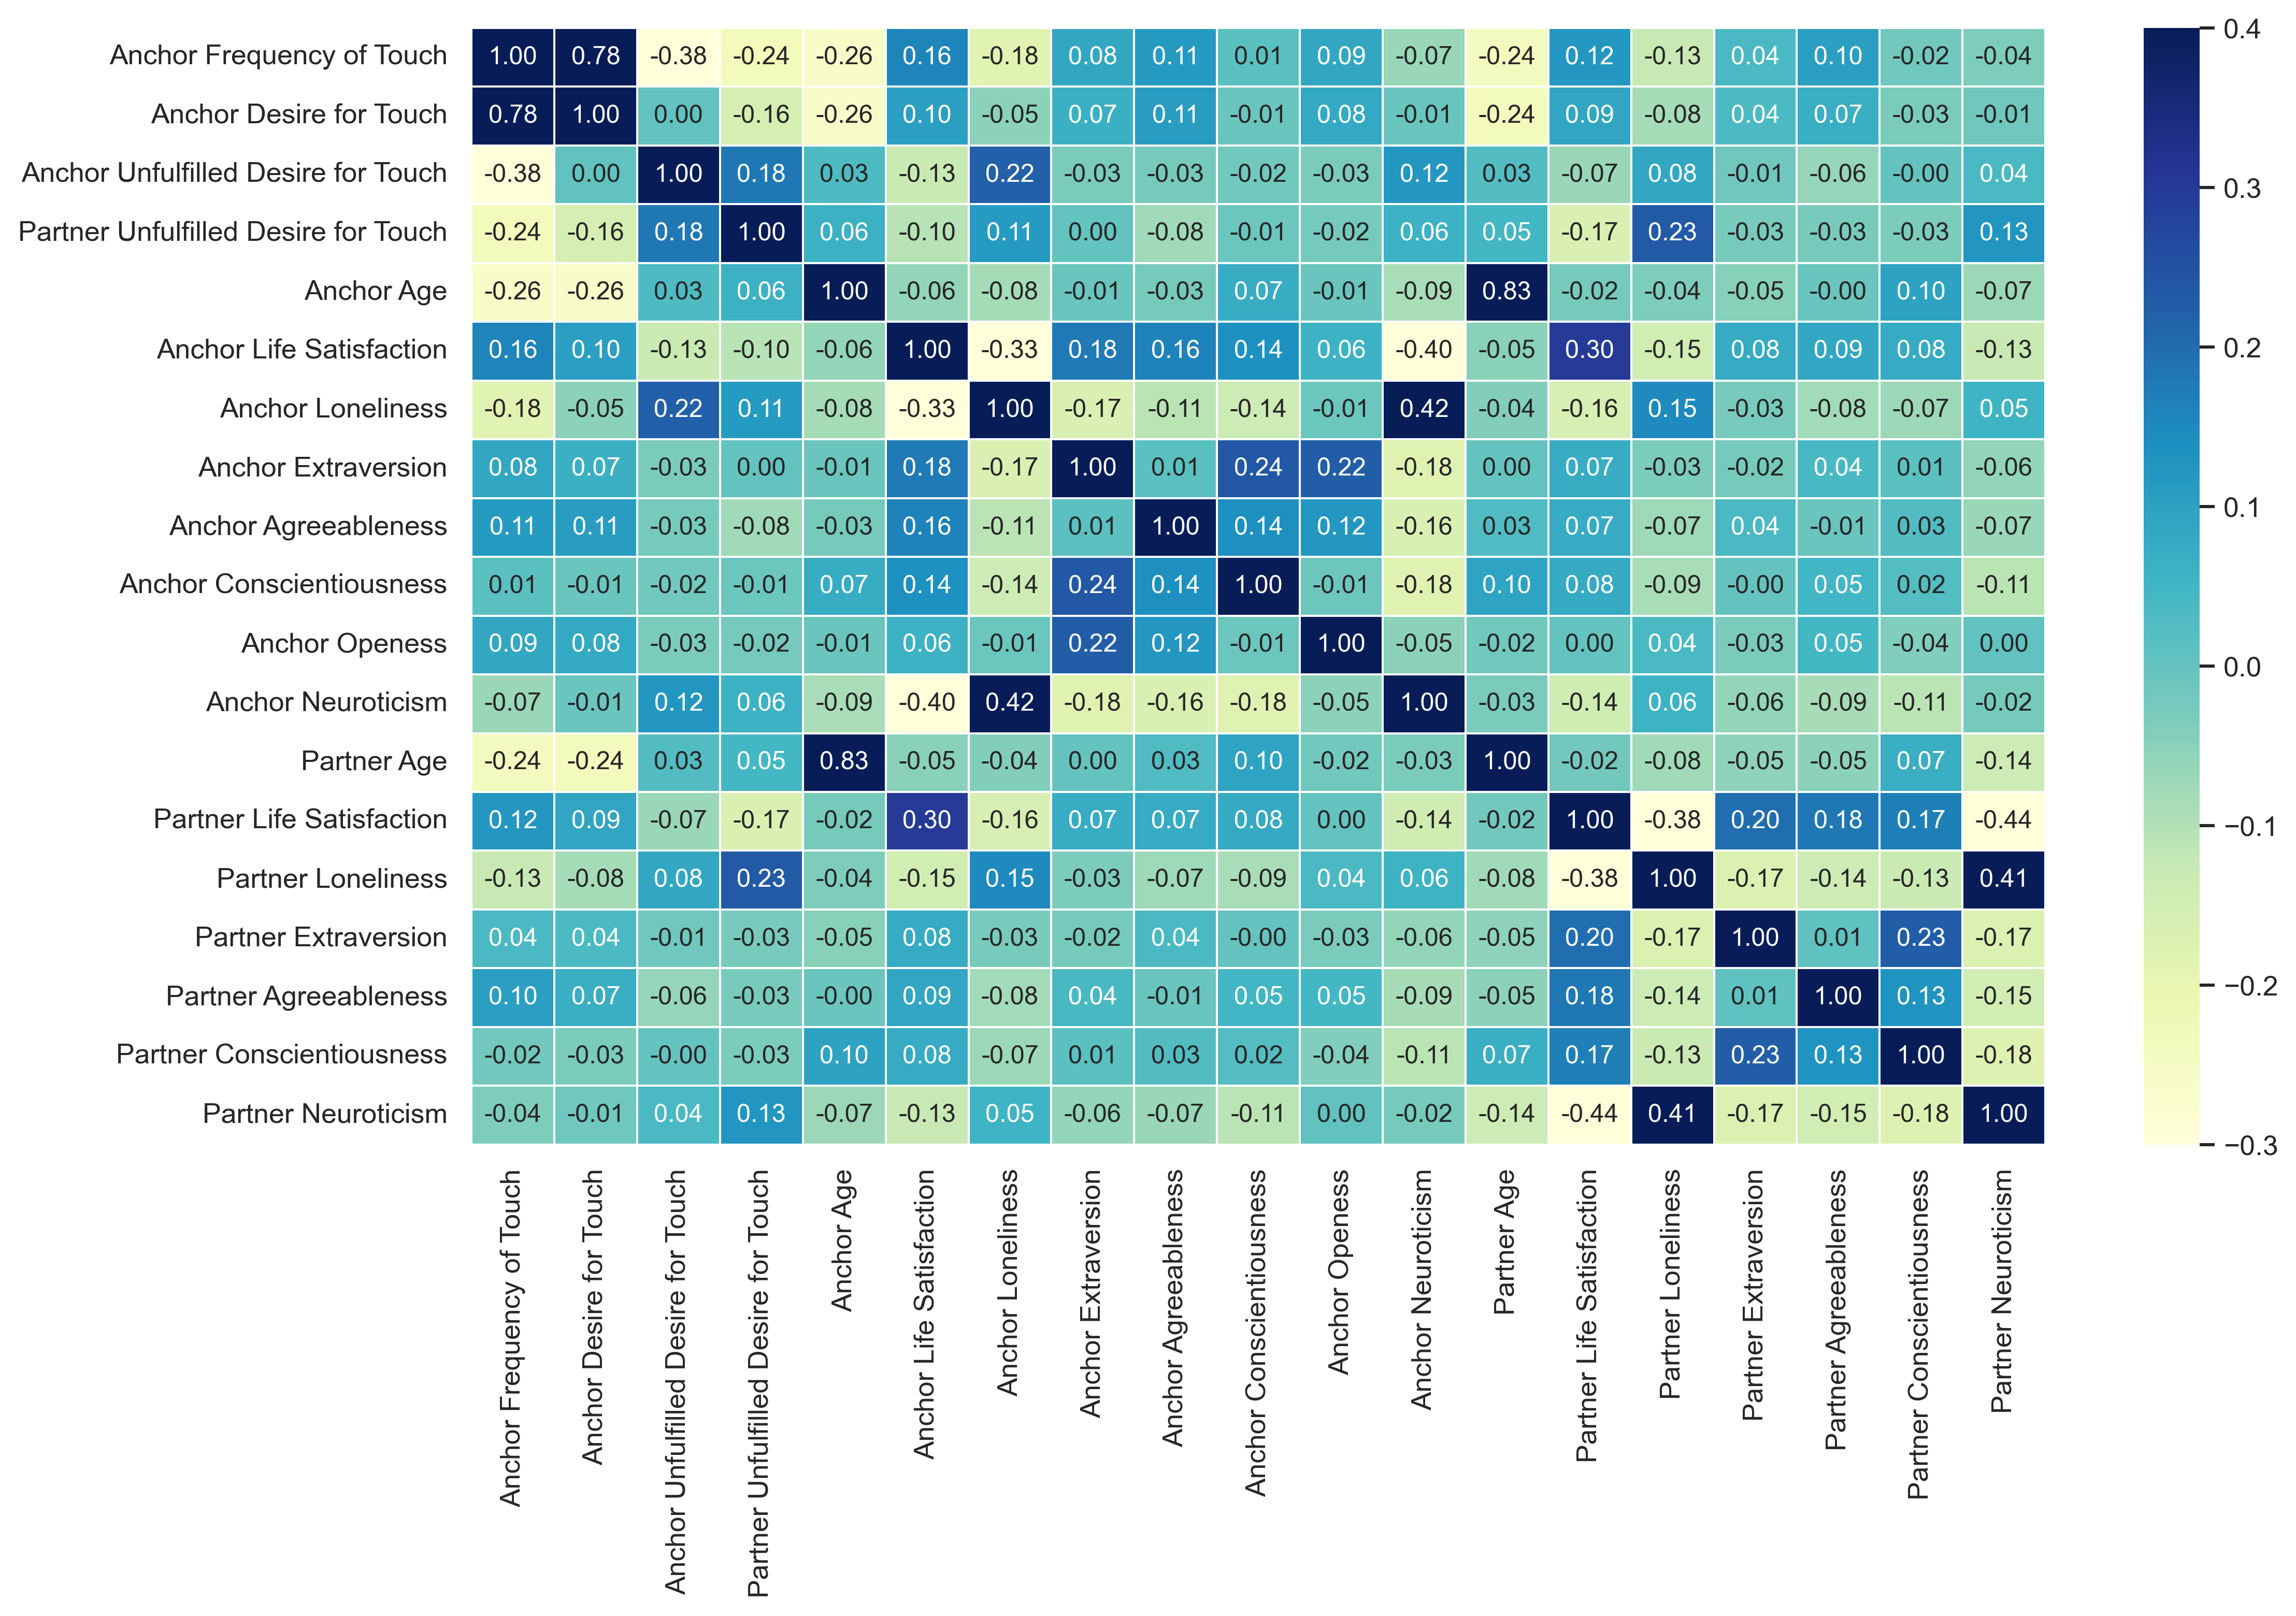 Anchor Frequency of Touch 1.00 0.78 -0.38 -0.24 -0.26 0.16 -0.18 0.08 0.11 0.01 0.09 -0.07 -0.24 0.12 -0.13 0.04 0.10 -0.02 -0.04
Anchor Desire for Touch 0.78 1.00 0.00 -0.16 -0.26 0.10 -0.05 0.07 0.11 -0.01 0.08 -0.01 -0.24 0.09 -0.08 0.04 0.07 -0.03 -0.01
Anchor Unfulfilled Desire for Touch -0.38 0.00 1.00 0.18 0.03 -0.13 0.22 -0.03 -0.03 -0.02 -0.03 0.12 0.03 -0.07 0.08 -0.01 -0.06 -0.00 0.04
Partner Unfulfilled Desire for Touch -0.24 -0.16 0.18 1.00 0.06 -0.10 0.11 0.00 -0.08 -0.01 -0.02 0.06 0.05 -0.17 0.23 -0.03 -0.03 -0.03 0.13
Anchor Age -0.26 -0.26 0.03 0.06 1.00 -0.06 -0.08 -0.01 -0.03 0.07 -0.01 -0.09 0.83 -0.02 -0.04 -0.05 -0.00 0.10 -0.07
Anchor Life Satisfaction 0.16 0.10 -0.13 -0.10 -0.06 1.00 -0.33 0.18 0.16 0.14 0.06 -0.40 -0.05 0.30 -0.15 0.08 0.09 0.08 -0.13
Anchor Loneliness -0.18 -0.05 0.22 0.11 -0.08 -0.33 1.00 -0.17 -0.11 -0.14 -0.01 0.42 -0.04 -0.16 0.15 -0.03 -0.08 -0.07 0.05
Anchor Extraversion 0.08 0.07 -0.03 0.00 -0.01 0.18 -0.17 1.00 0.01 0.24 0.22 -0.18 0.00 0.07 -0.03 -0.02 0.04 0.01 -0.06
Anchor Agreeableness 0.11 0.11 -0.03 -0.08 -0.03 0.16 -0.11 0.01 1.00 0.14 0.12 -0.16 0.03 0.07 -0.07 0.04 -0.01 0.03 -0.07
Anchor Conscientiousness 0.01 -0.01 -0.02 -0.01 0.07 0.14 -0.14 0.24 0.14 1.00 -0.01 -0.18 0.10 0.08 -0.09 -0.00 0.05 0.02 -0.11
Anchor Openess 0.09 0.08 -0.03 -0.02 -0.01 0.06 -0.01 0.22 0.12 -0.01 1.00 -0.05 -0.02 0.00 0.04 -0.03 0.05 -0.04 0.00
Anchor Neuroticism -0.07 -0.01 0.12 0.06 -0.09 -0.40 0.42 -0.18 -0.16 -0.18 -0.05 1.00 -0.03 -0.14 0.06 -0.06 -0.09 -0.11 -0.02
Partner Age -0.24 -0.24 0.03 0.05 0.83 -0.05 -0.04 0.00 0.03 0.10 -0.02 -0.03 1.00 -0.02 -0.08 -0.05 -0.05 0.07 -0.14
Partner Life Satisfaction 0.12 0.09 -0.07 -0.17 -0.02 0.30 -0.16 0.07 0.07 0.08 0.00 -0.14 -0.02 1.00 -0.38 0.20 0.18 0.17 -0.44
Partner Loneliness -0.13 -0.08 0.08 0.23 -0.04 -0.15 0.15 -0.03 -0.07 -0.09 0.04 0.06 -0.08 -0.38 1.00 -0.17 -0.14 -0.13 0.41
Partner Extraversion 0.04 0.04 -0.01 -0.03 -0.05 0.08 -0.03 -0.02 0.04 -0.00 -0.03 -0.06 -0.05 0.20 -0.17 1.00 0.01 0.23 -0.17
Partner Agreeableness 0.10 0.07 -0.06 -0.03 -0.00 0.09 -0.08 0.04 -0.01 0.05 0.05 -0.09 -0.05 0.18 -0.14 0.01 1.00 0.13 -0.15
Partner Conscientiousness -0.02 -0.03 -0.00 -0.03 0.10 0.08 -0.07 0.01 0.03 0.02 -0.04 -0.11 0.07 0.17 -0.13 0.23 0.13 1.00 -0.18
Partner Neuroticism -0.04 -0.01 0.04 0.13 -0.07 -0.13 0.05 -0.06 -0.07 -0.11 0.00 -0.02 -0.14 -0.44 0.41 -0.17 -0.15 -0.18 1.00
Anchor Frequency of Touch
Anchor Desire for Touch
Anchor Unfulfilled Desire for Touch
Partner Unfulfilled Desire for Touch
Anchor Age
Anchor Life Satisfaction
Anchor Loneliness
Anchor Extraversion
Anchor Agreeableness
Anchor Conscientiousness
Anchor Openess
Anchor Neuroticism
Partner Age
Partner Life Satisfaction
Partner Loneliness
Partner Extraversion
Partner Agreeableness
Partner Conscientiousness
Partner Neuroticism
0.4
0.3
0.2
0.1
0.0
−0.1
−0.2
−0.3